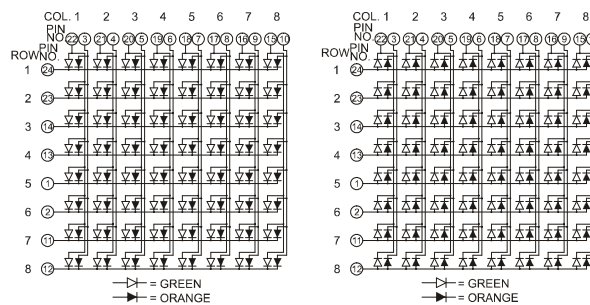 COL. 1 2 3 4 5 6 7 8
PIN NO. 22 3 21 4 20 5 19 6 18 7 17 8 16 9 15 10
PIN
ROW NO.
1 24
2 23
3 14
4 13
5 1
6 2
7 11
8 12
= GREEN
= ORANGE
COL. 1 2 3 4 5 6 7 8
PIN NO. 22 3 21 4 20 5 19 6 18 7 17 8 16 9 15
PIN
ROW NO.
1 24
2 23
3 14
4 13
5 1
6 2
7 11
8 12
= GREEN
= ORANGE